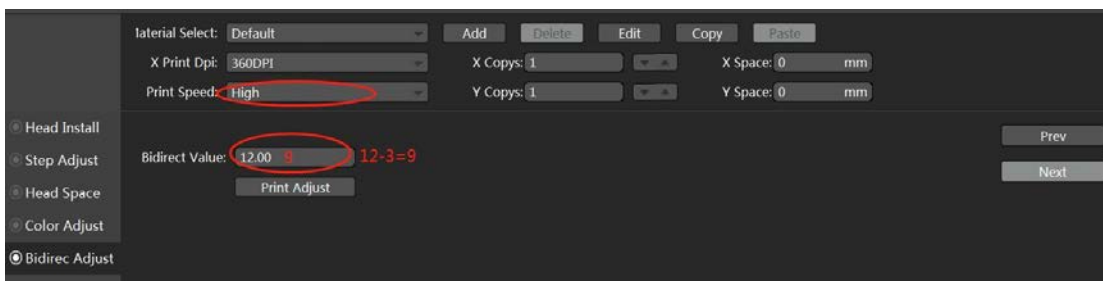 Material Select: Default Add Delete Edit Copy Paste
X Print Dpi: 360DPI X Copys: 1 X Space: 0 mm
Print Speed: High Y Copys: 1 Y Space: 0 mm
Head Install
Step Adjust
Head Space
Color Adjust
Bidirec Adjust
Bidirect Value: 12.00 9 12-3=9
Print Adjust
Prev
Next